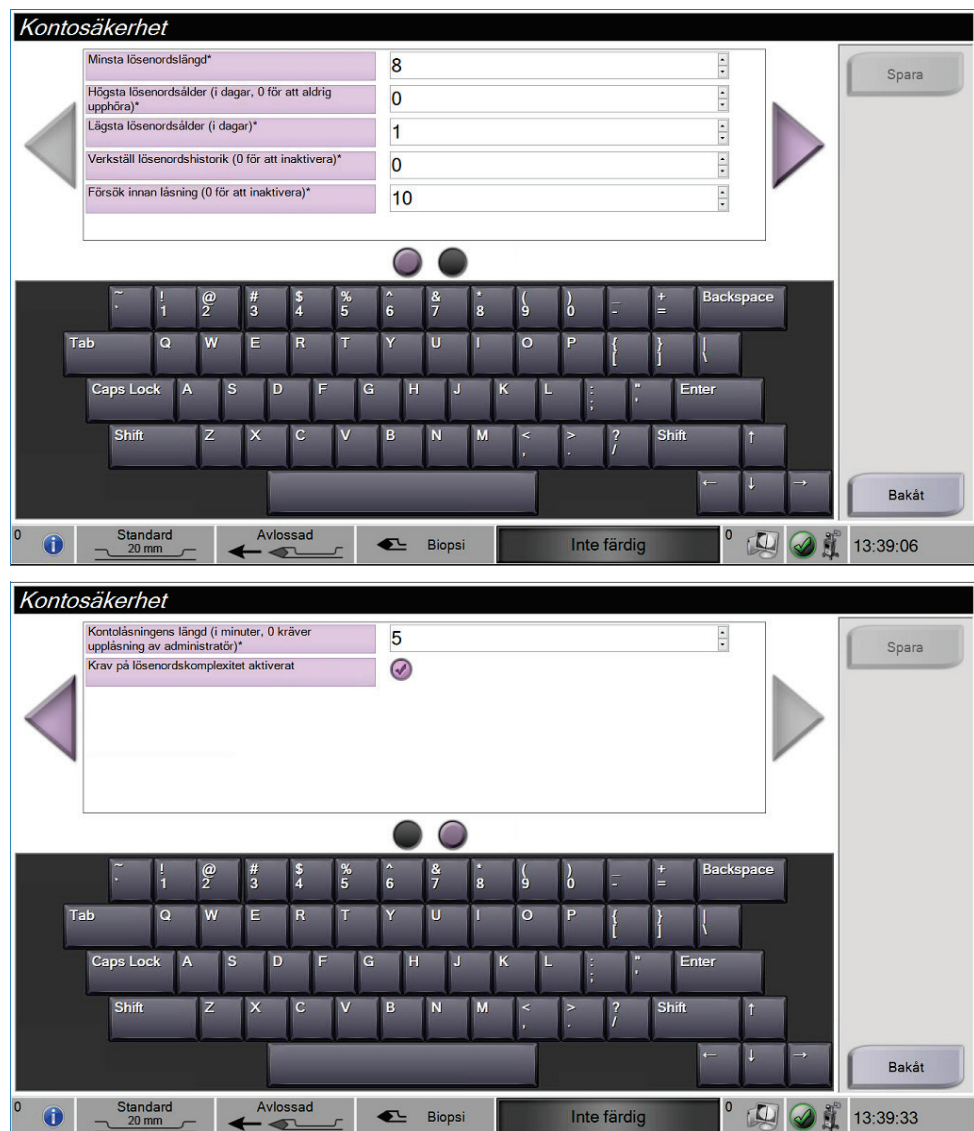 Kontosäkerhet
Minsta lösenordslängd*
8
Högsta lösenordsålder (i dagar, 0 för att aldrig
upphöra)*
0
Lägsta lösenordsålder (i dagar)*
1
Verkställ lösenordshistorik (0 för att inaktivera)*
0
Försök innan låsning (0 för att inaktivera)*
10
Spara
~ ! @ # $ % ^ & * ( ) _ + Backspace
` 1 2 3 4 5 6 7 8 9 0 - =
Tab Q W E R T Y U I O P { } |
[ ] \
Caps Lock A S D F G H J K L : " Enter
; '
Shift Z X C V B N M < > ? Shift ↑
, . /
← ↓ →
Bakåt
0 Standard Avlossad Biopsi Inte färdig 0 13:39:06
20 mm
Kontosäkerhet
Kontolåsningens längd (i minuter, 0 kräver
upplåsning av administratör)*
5
Krav på lösenordskomplexitet aktiverat
Spara
~ ! @ # $ % ^ & * ( ) _ + Backspace
` 1 2 3 4 5 6 7 8 9 0 - =
Tab Q W E R T Y U I O P { } |
[ ] \
Caps Lock A S D F G H J K L : " Enter
; '
Shift Z X C V B N M < > ? Shift ↑
, . /
← ↓ →
Bakåt
0 Standard Avlossad Biopsi Inte färdig 0 13:39:33
20 mm